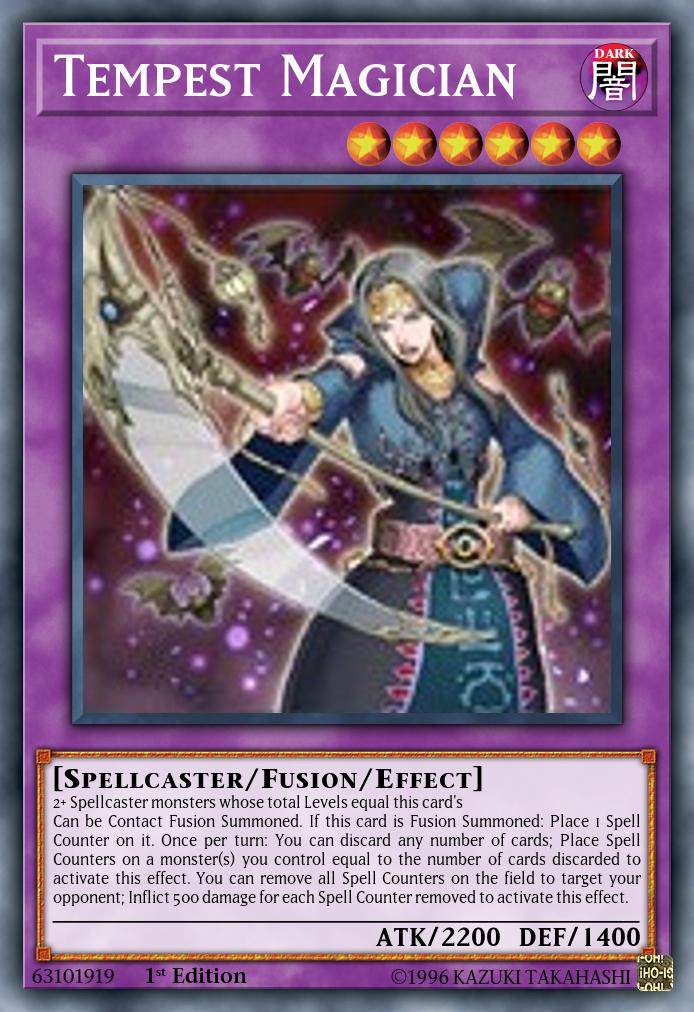 TEMPEST MAGICIAN
DARK
闇
[SPELLCASTER/FUSION/EFFECT]
2+ Spellcaster monsters whose total Levels equal this card's
Can be Contact Fusion Summoned. If this card is Fusion Summoned: Place 1 Spell
Counter on it. Once per turn: You can discard any number of cards; Place Spell
Counters on a monster(s) you control equal to the number of cards discarded to
activate this effect. You can remove all Spell Counters on the field to target your
opponent; Inflict 500 damage for each Spell Counter removed to activate this effect.
ATK/2200 DEF/1400
63101919 1st Edition ©1996 KAZUKI TAKAHASHI